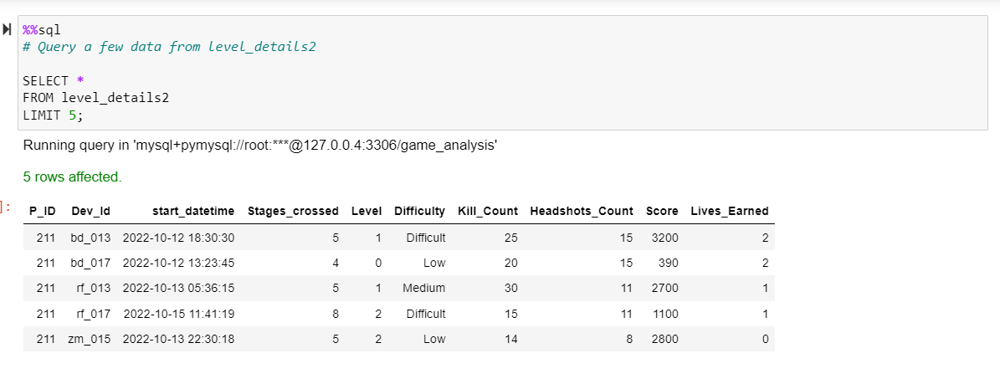 %%sql
# Query a few data from level_details2
SELECT *
FROM level_details2
LIMIT 5;
Running query in 'mysql+pymysql://root:***@127.0.0.4:3306/game_analysis'
5 rows affected.
]:
P_ID Dev_Id start_datetime Stages_crossed Level Difficulty Kill_Count Headshots_Count Score Lives_Earned
211 bd_013 2022-10-12 18:30:30 5 1 Difficult 25 15 3200 2
211 bd_017 2022-10-12 13:23:45 4 0 Low 20 15 390 2
211 rf_013 2022-10-13 05:36:15 5 1 Medium 30 11 2700 1
211 rf_017 2022-10-15 11:41:19 8 2 Difficult 15 11 1100 1
211 zm_015 2022-10-13 22:30:18 5 2 Low 14 8 2800 0